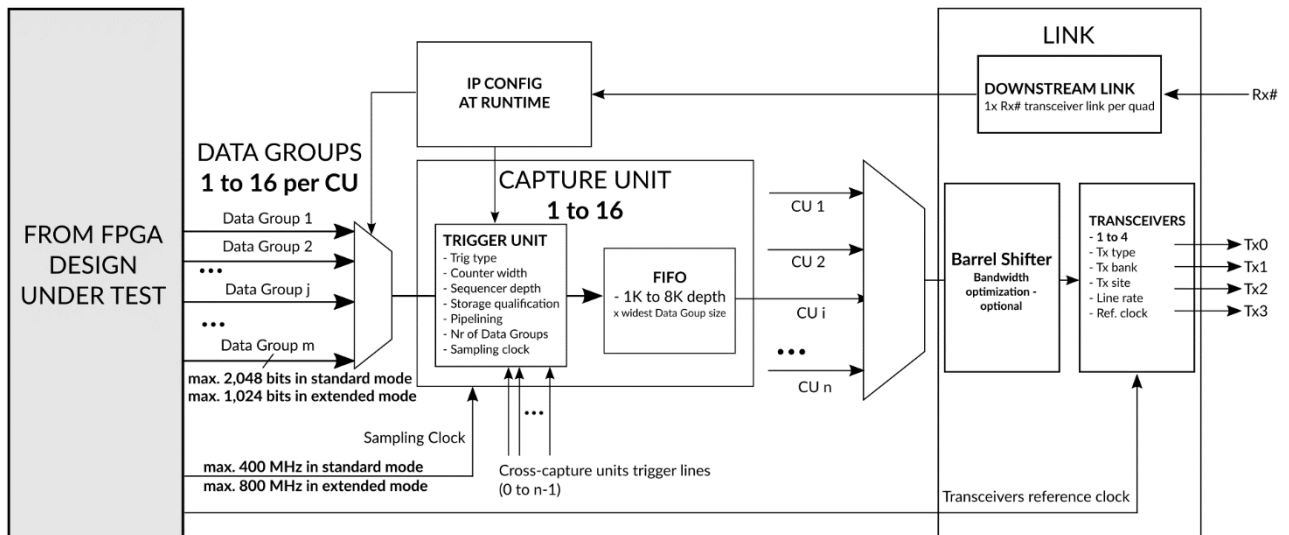 FROM FPGA
DESIGN
UNDER TEST
DATA GROUPS
1 to 16 per CU
Data Group 1
Data Group 2
...
Data Group j
...
Data Group m
max. 2,048 bits in standard mode
max. 1,024 bits in extended mode
Sampling Clock
max. 400 MHz in standard mode
max. 800 MHz in extended mode
IP CONFIG
AT RUNTIME
CAPTURE UNIT
1 to 16
TRIGGER UNIT
- Trig type
- Counter width
- Sequencer depth
- Storage qualification
- Pipelining
- Nr of Data Groups
- Sampling clock
FIFO
- 1K to 8K depth
x widest Data Goup size
...
Cross-capture units trigger lines
(0 to n-1)
CU 1
CU 2
CU i
...
CU n
LINK
DOWNSTREAM LINK
1x Rx# transceiver link per quad
Rx#
Barrel Shifter
Bandwidth
optimization -
optional
TRANSCEIVERS
- 1 to 4
- Tx type
- Tx bank
- Tx site
- Line rate
- Ref. clock
Tx0
Tx1
Tx2
Tx3
Transceivers reference clock